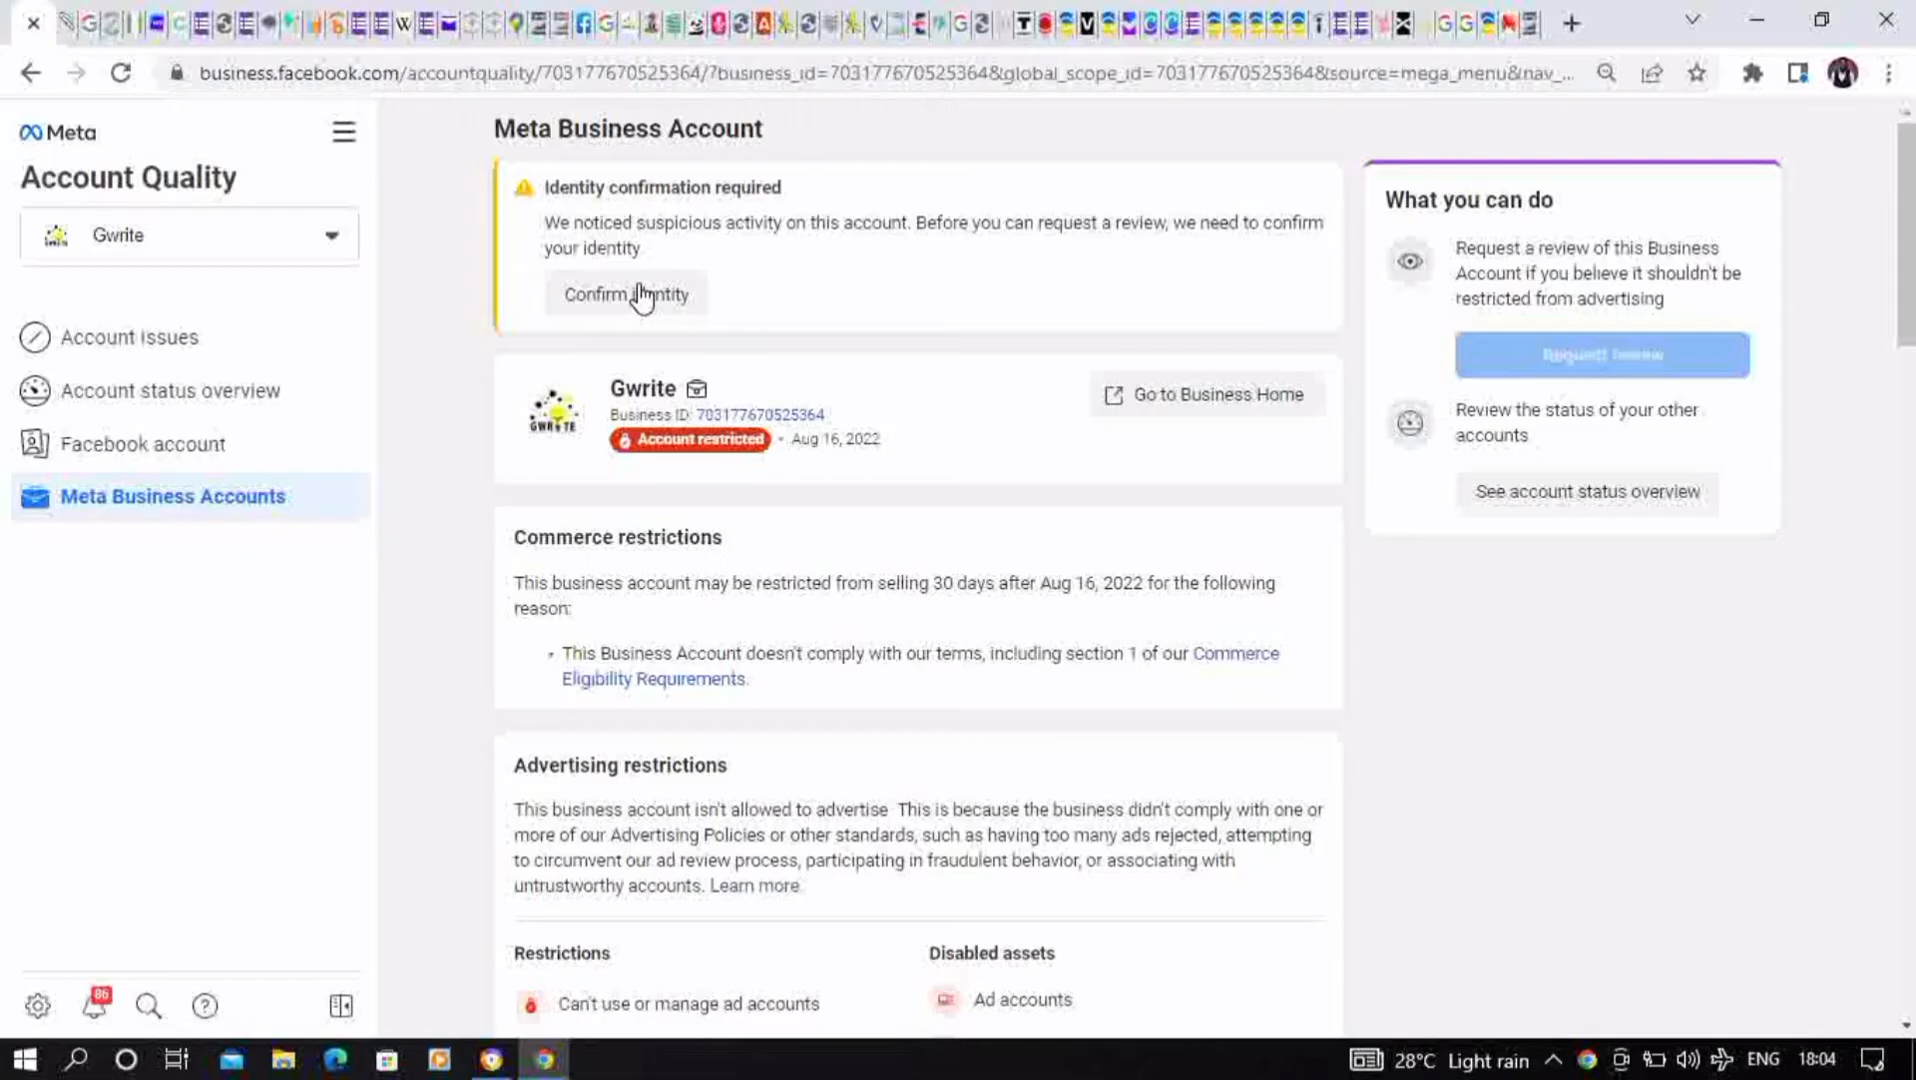 business.facebook.com/accountquality/703177670525364/?business_id=703177670525364&global_scope_id=703177670525364&source=mega_menu&nav_...
Meta
Account Quality
Gwrite
Account Issues
Account status overview
Facebook account
Meta Business Accounts
86
Meta Business Account
Identity confirmation required
We noticed suspicious activity on this account. Before you can request a review, we need to confirm
your identity
Confirm identity
Gwrite
Business ID: 703177670525364
Account restricted - Aug 16, 2022
Go to Business Home
Commerce restrictions
This business account may be restricted from selling 30 days after Aug 16, 2022 for the following
reason:
This Business Account doesn't comply with our terms, including section 1 of our Commerce
Eligibility Requirements.
Advertising restrictions
This business account isn't allowed to advertise This is because the business didn't comply with one or
more of our Advertising Policies or other standards, such as having too many ads rejected, attempting
to circumvent our ad review process, participating in fraudulent behavior, or associating with
untrustworthy accounts. Learn more
Restrictions
Disabled assets
Can't use or manage ad accounts
Ad accounts
What you can do
Request a review of this Business
Account if you believe it shouldn't be
restricted from advertising
Request review
Review the status of your other
accounts
See account status overview
28°C Light rain
ENG
18:04